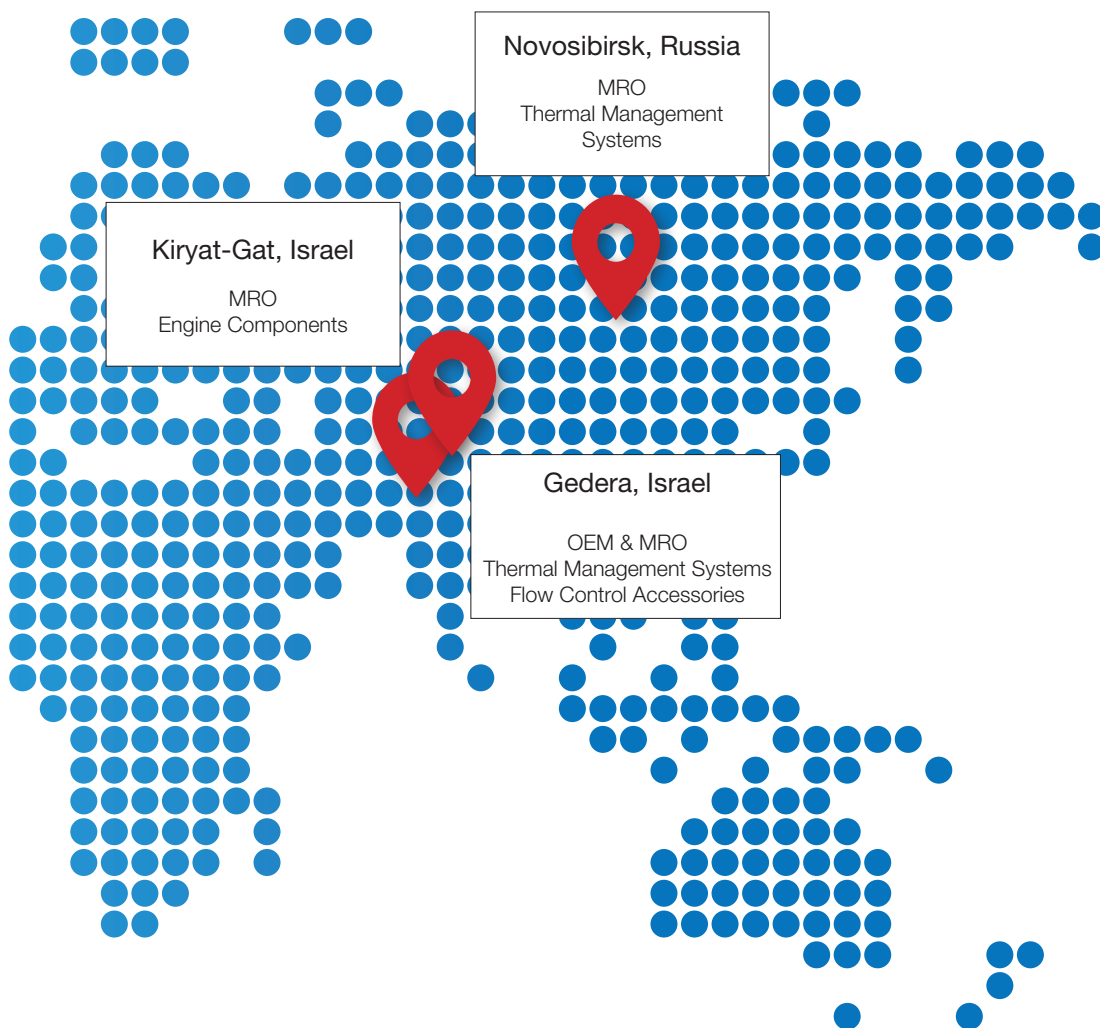 Novosibirsk, Russia
MRO
Thermal Management
Systems
Kiryat-Gat, Israel
MRO
Engine Components
Gedera, Israel
OEM & MRO
Thermal Management Systems
Flow Control Accessories